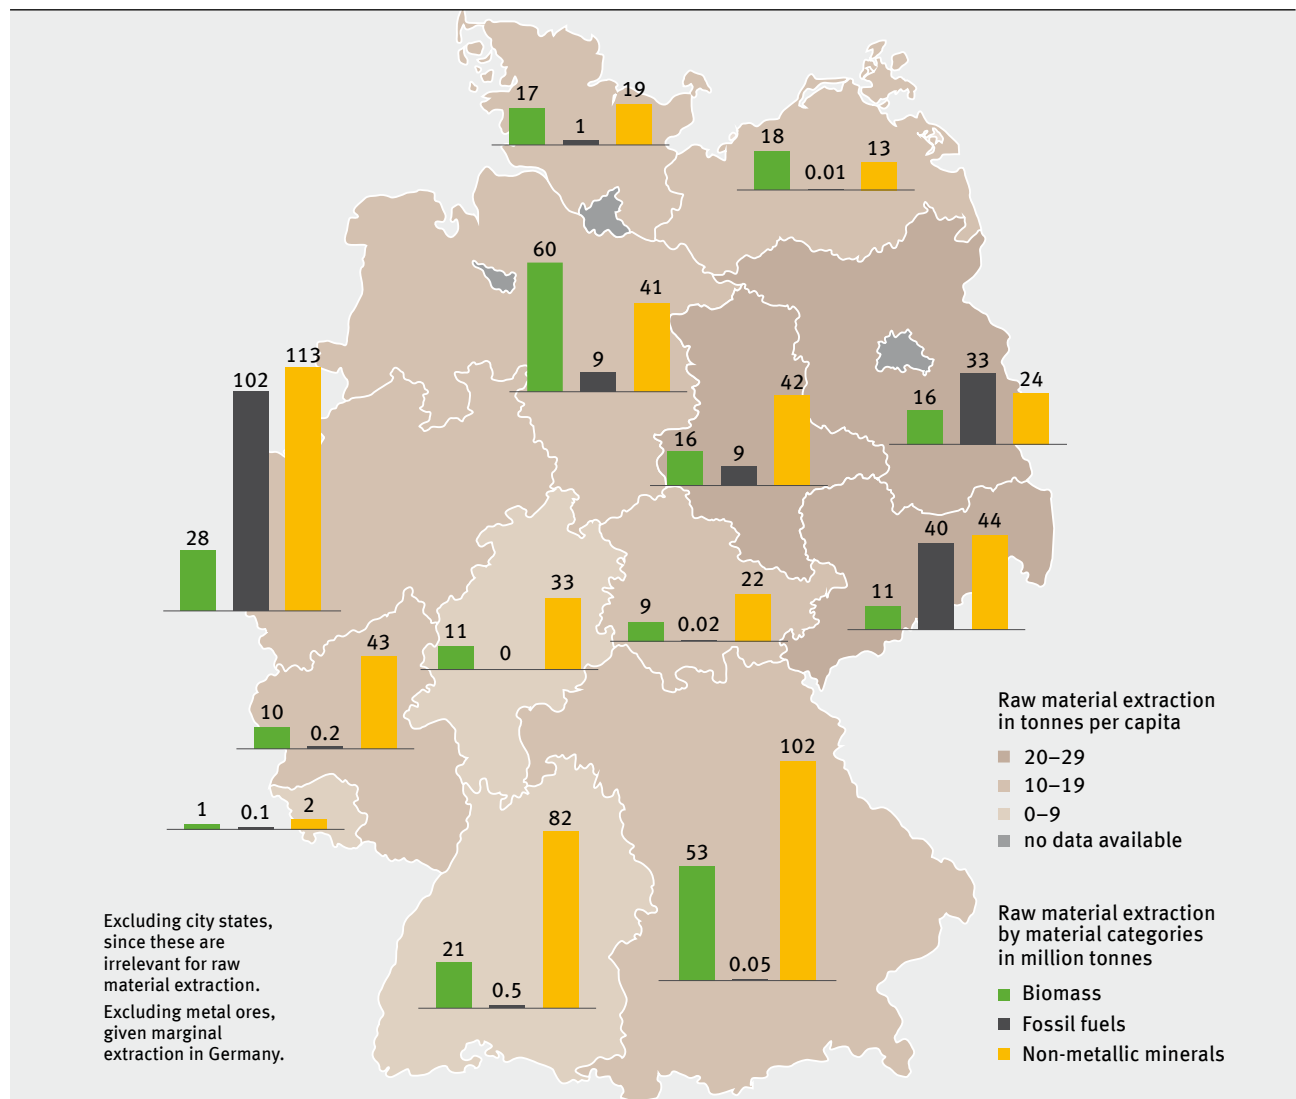 17
1
19
18
0.01
13
60
9
41
28
102
113
16
9
42
16
33
24
11
40
44
11
0
33
9
0.02
22
10
0.2
43
1
0.1
2
21
0.5
82
53
0.05
102
Raw material extraction
in tonnes per capita
20–29
10–19
0–9
no data available
Raw material extraction
by material categories
in million tonnes
Biomass
Fossil fuels
Non-metallic minerals
Excluding city states,
since these are
irrelevant for raw
material extraction.
Excluding metal ores,
given marginal
extraction in Germany.